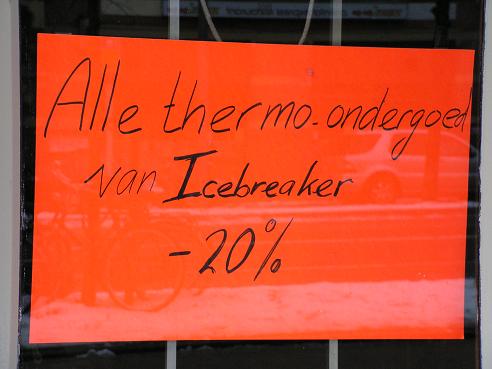 Alle thermo-ondergoed
van Icebreaker
-20%